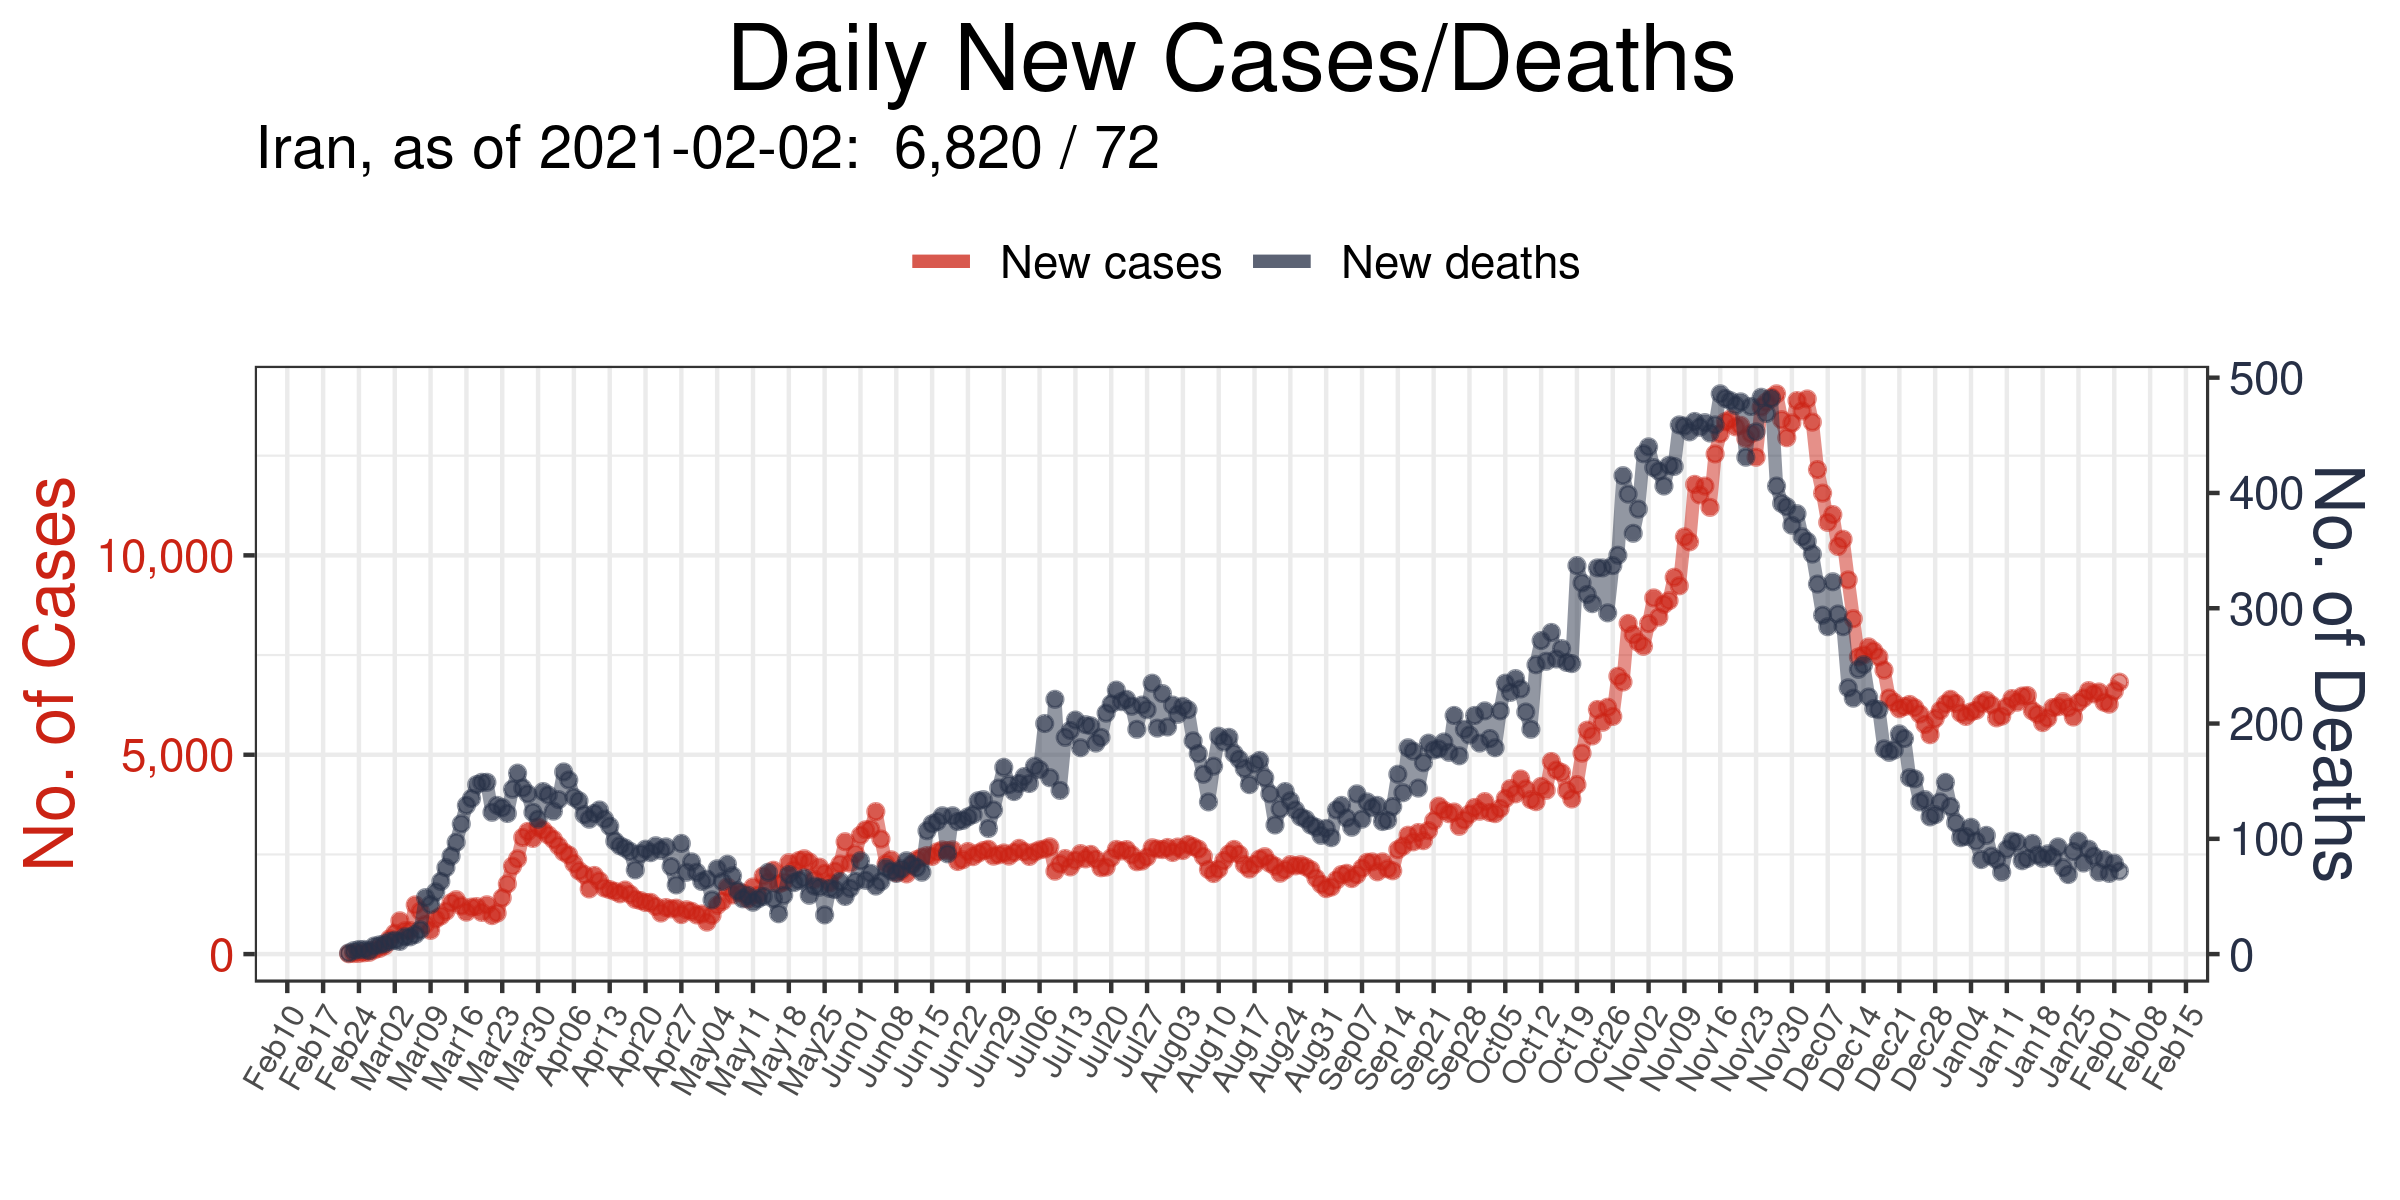 Daily New Cases/Deaths
Iran, as of 2021-02-02:  6,820 / 72
New cases
New deaths
No. of Cases
10,000
5,000
0
500
400
300
200
100
0
No. of Deaths
Feb10
Feb17
Feb24
Mar02
Mar09
Mar16
Mar23
Mar30
Apr06
Apr13
Apr20
Apr27
May04
May11
May18
May25
Jun01
Jun08
Jun15
Jun22
Jun29
Jul06
Jul13
Jul20
Jul27
Aug03
Aug10
Aug17
Aug24
Aug31
Sep07
Sep14
Sep21
Sep28
Oct05
Oct12
Oct19
Oct26
Nov02
Nov09
Nov16
Nov23
Nov30
Dec07
Dec14
Dec21
Dec28
Jan04
Jan11
Jan18
Jan25
Feb01
Feb08
Feb15